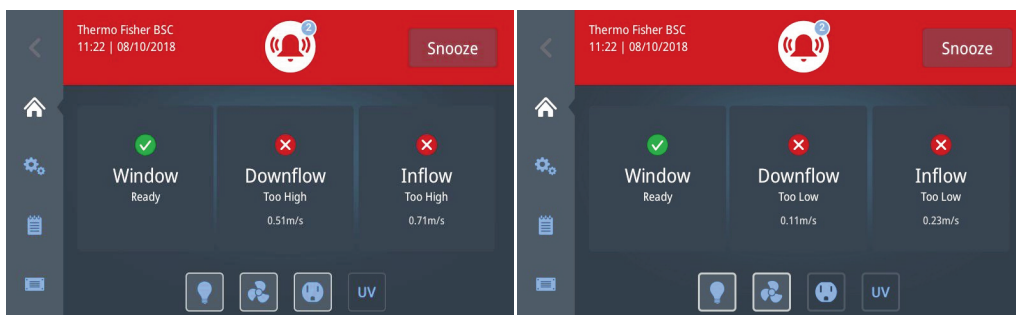 Thermo Fisher BSC
11:22 | 08/10/2018
2
Snooze
Window
Ready
Downflow
Too High
0.51m/s
Inflow
Too High
0.71m/s
UV
Thermo Fisher BSC
11:22 | 08/10/2018
2
Snooze
Window
Ready
Downflow
Too Low
0.11m/s
Inflow
Too Low
0.23m/s
UV